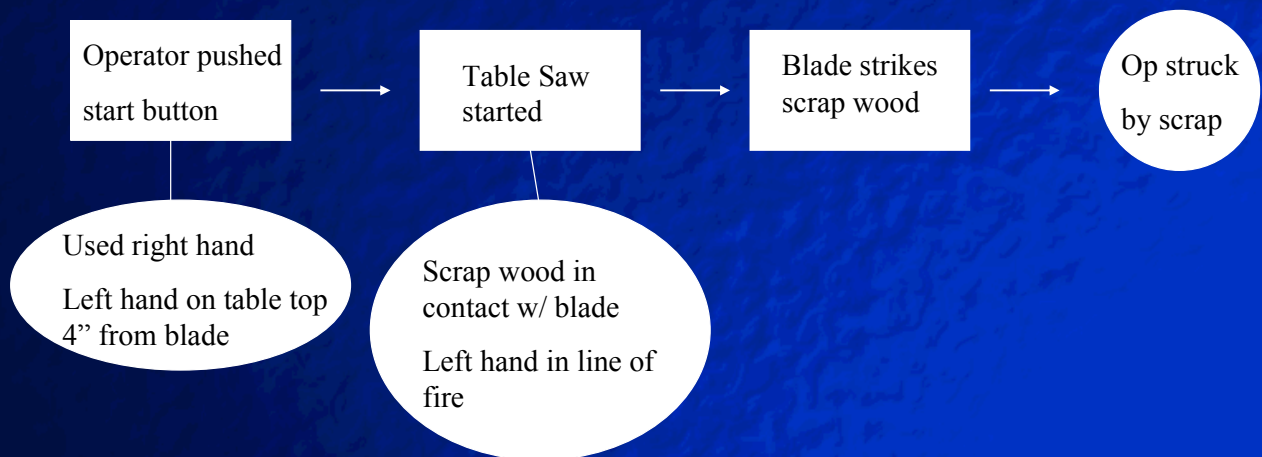 Operator pushed
start button
Table Saw
started
Blade strikes
scrap wood
Op struck
by scrap
Used right hand
Left hand on table top
4” from blade
Scrap wood in
contact w/ blade
Left hand in line of
fire